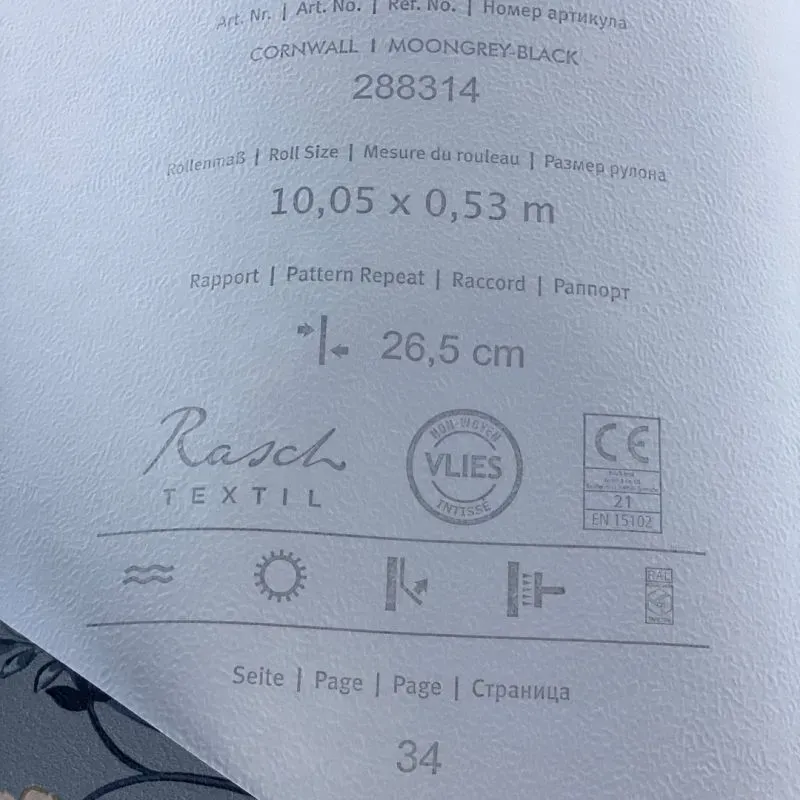 Art. Nr. | Art. No. | Ref. No. | Номер артикула
CORNWALL | MOONGREY-BLACK
288314
Rollenmaß | Roll Size | Mesure du rouleau | Размер рулона
10,05 x 0,53 m
Rapport | Pattern Repeat | Raccord | Раппорт
26,5 cm
Rasch
TEXTIL
NON-WOVEN
VLIES
INTISSÉ
CE
21
EN 15102
RAL
Seite | Page | Page | Страница
34